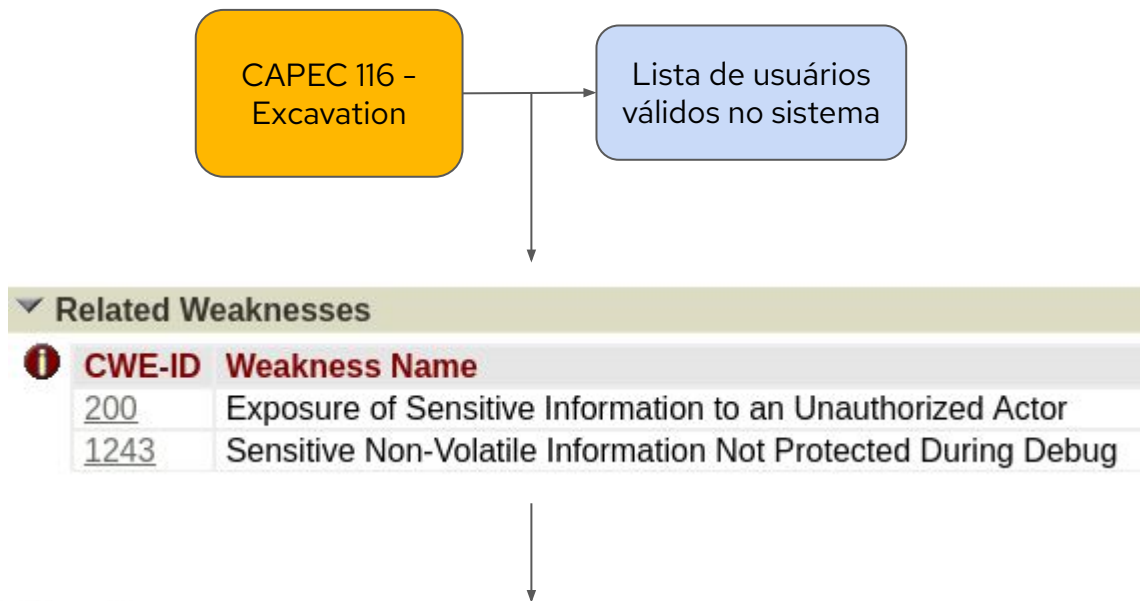 CAPEC 116 -
Excavation
Lista de usuários
válidos no sistema
Related Weaknesses
CWE-ID Weakness Name
200 Exposure of Sensitive Information to an Unauthorized Actor
1243 Sensitive Non-Volatile Information Not Protected During Debug